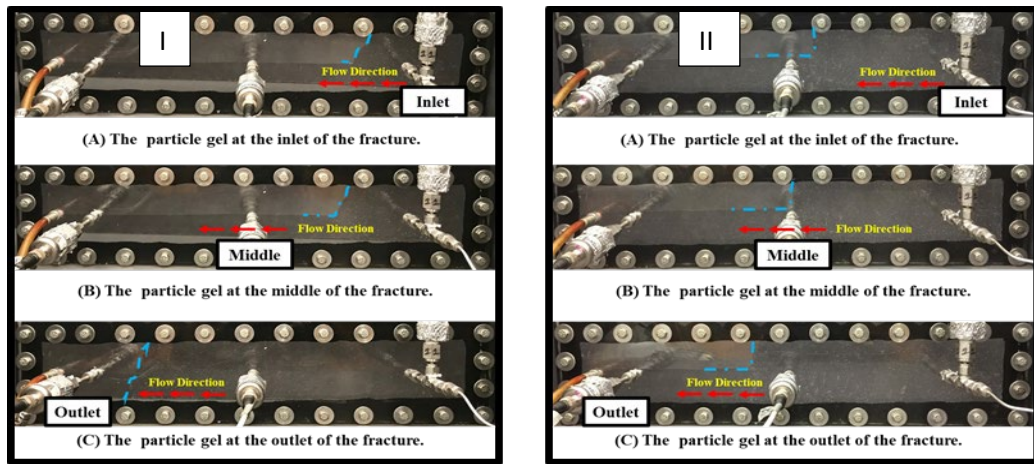 I
Flow Direction
Inlet
(A) The particle gel at the inlet of the fracture.
Flow Direction
Middle
(B) The particle gel at the middle of the fracture.
Flow Direction
Outlet
(C) The particle gel at the outlet of the fracture.
II
Flow Direction
Inlet
(A) The particle gel at the inlet of the fracture.
Flow Direction
Middle
(B) The particle gel at the middle of the fracture.
Flow Direction
Outlet
(C) The particle gel at the outlet of the fracture.